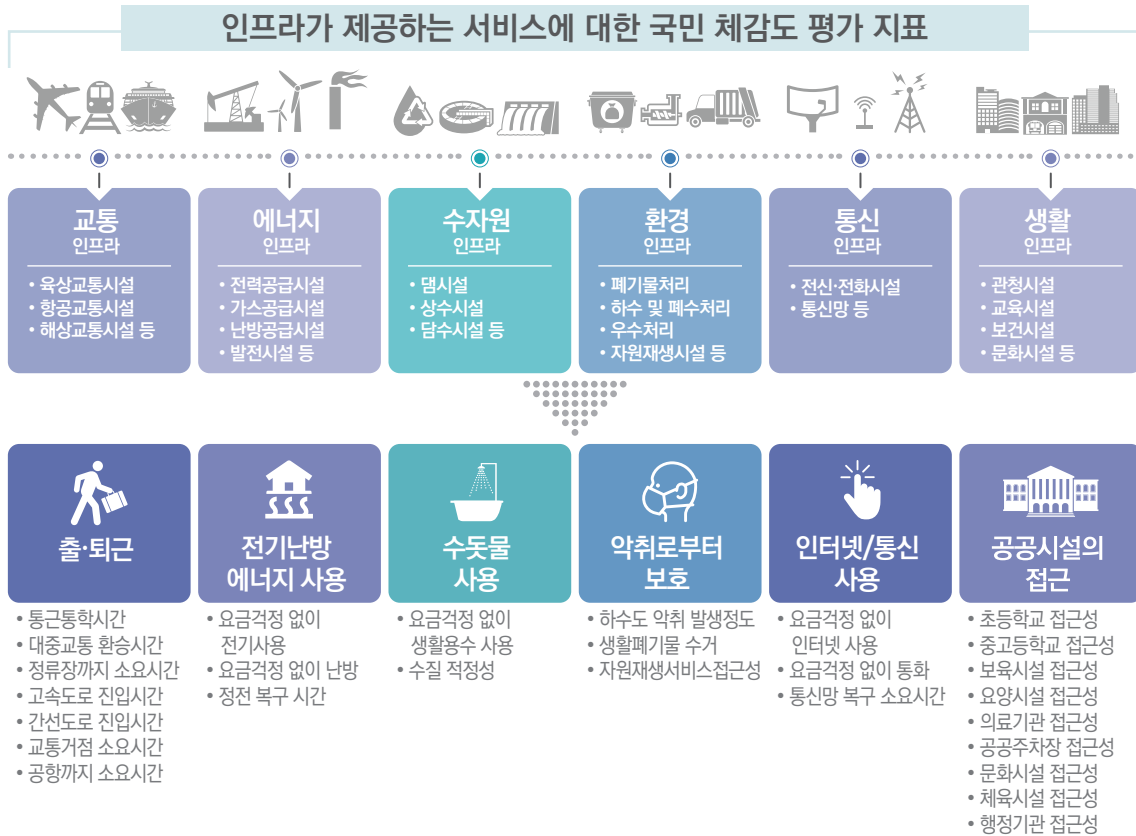 인프라가 제공하는 서비스에 대한 국민 체감도 평가 지표
교통
인프라
• 육상교통시설
• 항공교통시설
• 해상교통시설 등
에너지
인프라
• 전력공급시설
• 가스공급시설
• 난방공급시설
• 발전시설 등
수자원
인프라
• 댐시설
• 상수시설
• 담수시설 등
환경
인프라
• 폐기물처리
• 하수 및 폐수처리
• 우수처리
• 자원재생시설 등
통신
인프라
• 전신·전화시설
• 통신망 등
생활
인프라
• 관청시설
• 교육시설
• 보건시설
• 문화시설 등
출·퇴근
• 통근통학시간
• 대중교통 환승시간
• 정류장까지 소요시간
• 고속도로 진입시간
• 간선도로 진입시간
• 교통거점 소요시간
• 공항까지 소요시간
전기난방
에너지 사용
• 요금걱정 없이
전기사용
• 요금걱정 없이 난방
• 정전 복구 시간
수돗물
사용
• 요금걱정 없이
생활용수 사용
• 수질 적정성
악취로부터
보호
• 하수도 악취 발생정도
• 생활폐기물 수거
• 자원재생서비스접근성
인터넷/통신
사용
• 요금걱정 없이
인터넷 사용
• 요금걱정 없이 통화
• 통신망 복구 소요시간
공공시설의
접근
• 초등학교 접근성
• 중고등학교 접근성
• 보육시설 접근성
• 요양시설 접근성
• 의료기관 접근성
• 공공주차장 접근성
• 문화시설 접근성
• 체육시설 접근성
• 행정기관 접근성